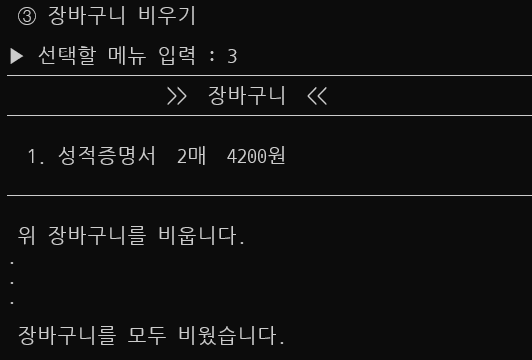 ③ 장바구니 비우기
▶ 선택할 메뉴 입력 : 3
>> 장바구니 <<
1. 성적증명서 2매 4200원
위 장바구니를 비웁니다.
.
.
.
장바구니를 모두 비웠습니다.